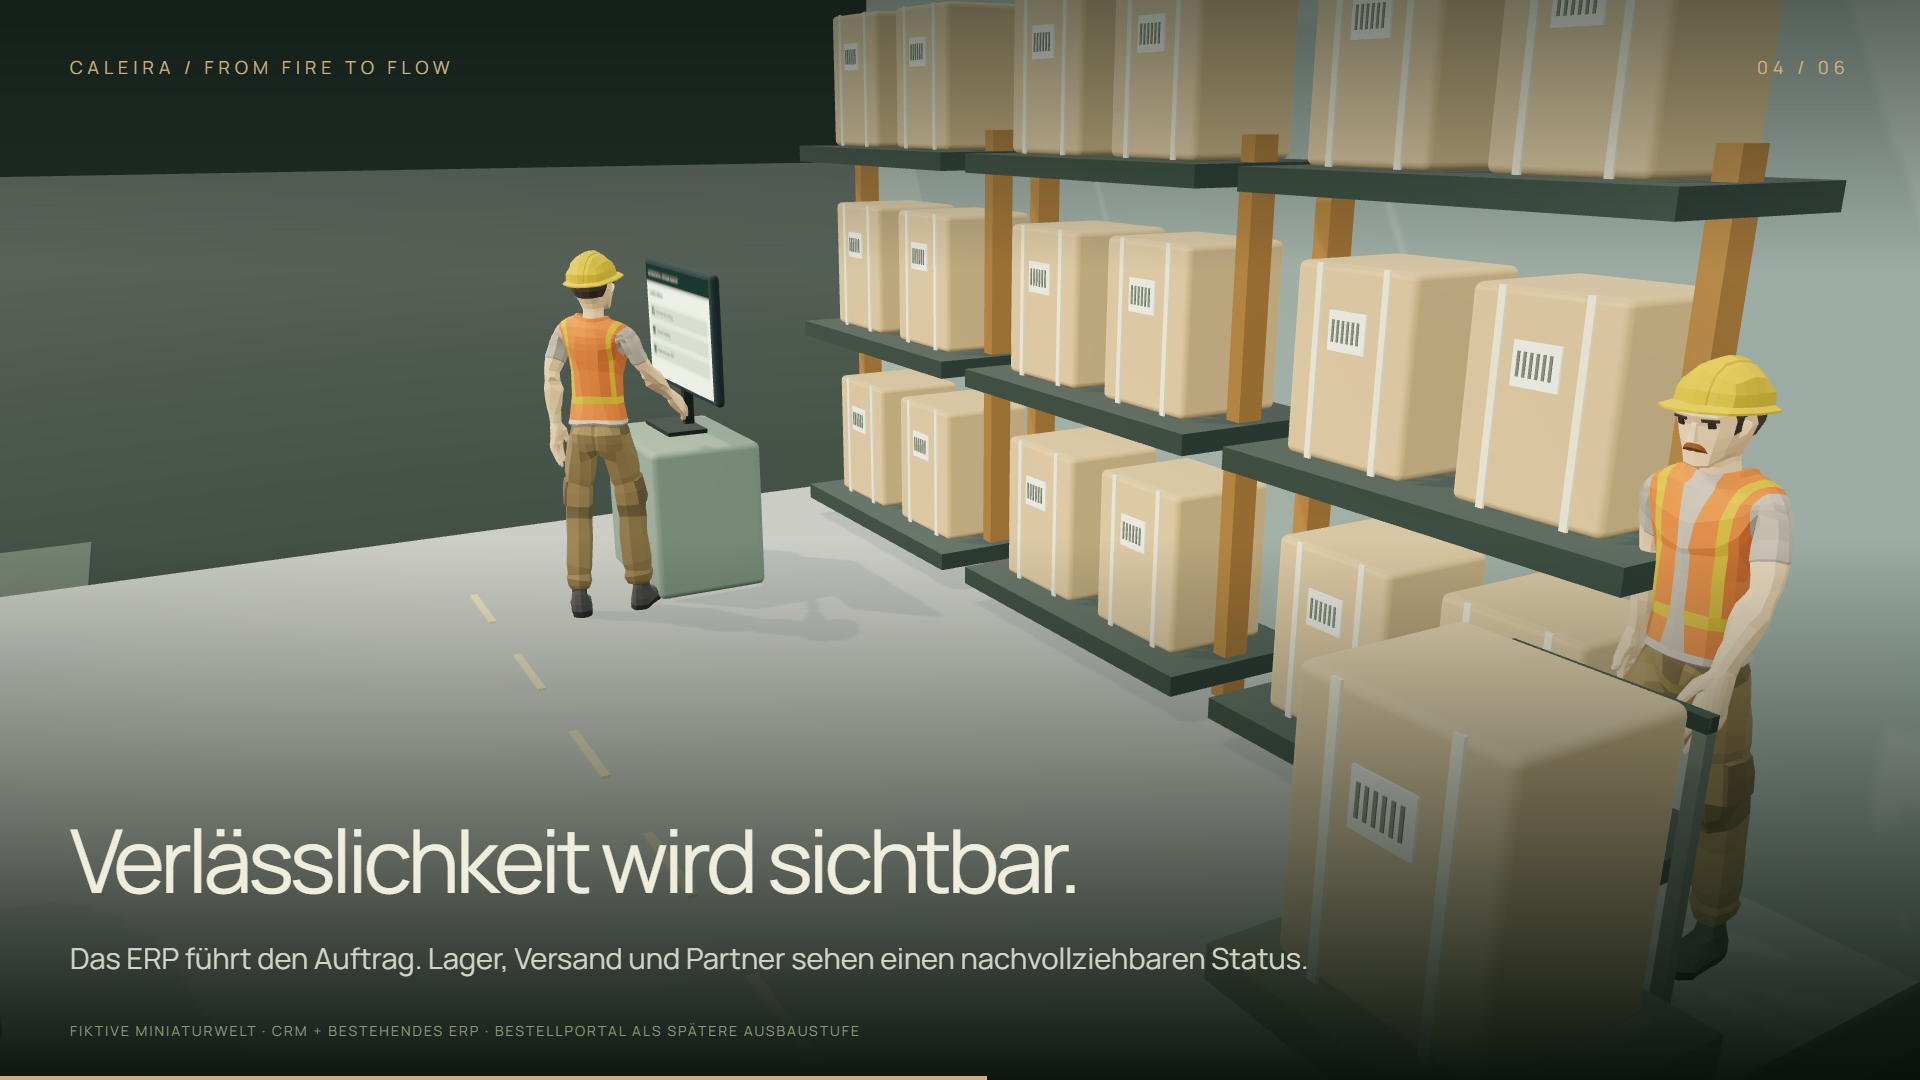 CALEIRA / FROM FIRE TO FLOW
04 / 06
Verlässlichkeit wird sichtbar.
Das ERP führt den Auftrag. Lager, Versand und Partner sehen einen nachvollziehbaren Status.
FIKTIVE MINIATURWELT · CRM + BESTEHENDES ERP · BESTELLPORTAL ALS SPÄTERE AUSBAUSTUFE